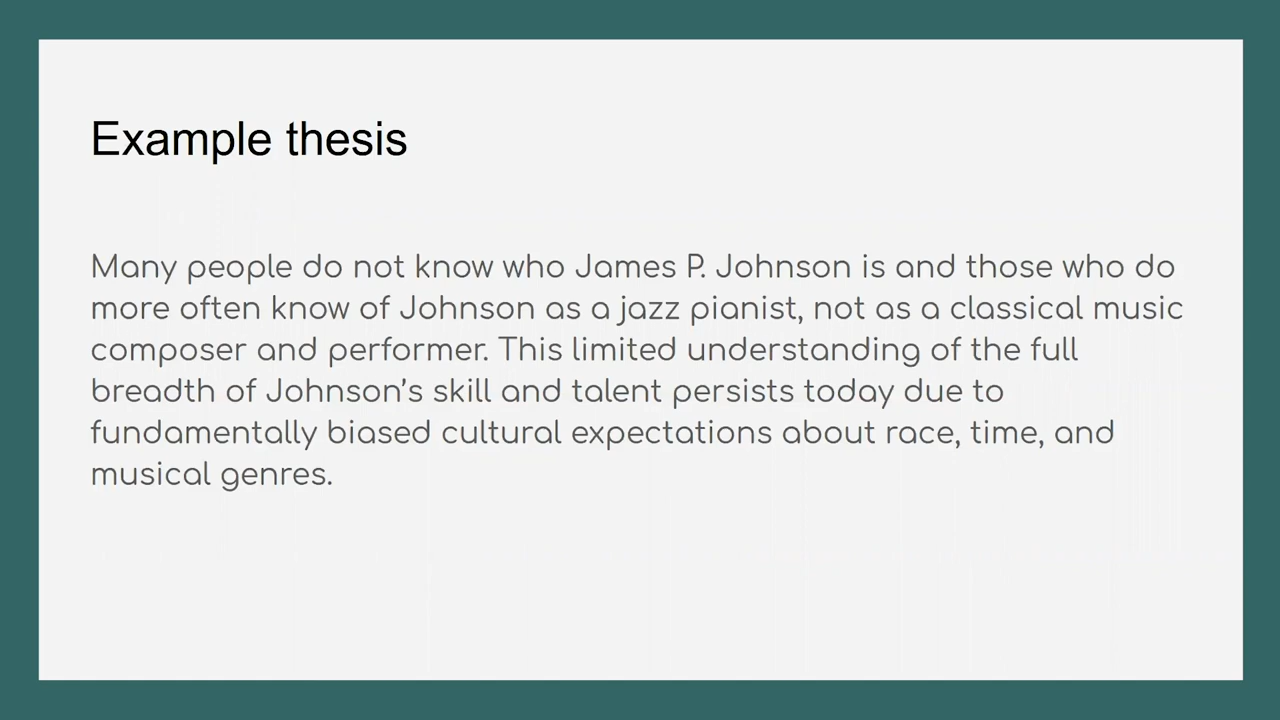 Example thesis
Many people do not know who James P. Johnson is and those who do
more often know of Johnson as a jazz pianist, not as a classical music
composer and performer. This limited understanding of the full
breadth of Johnson’s skill and talent persists today due to
fundamentally biased cultural expectations about race, time, and
musical genres.